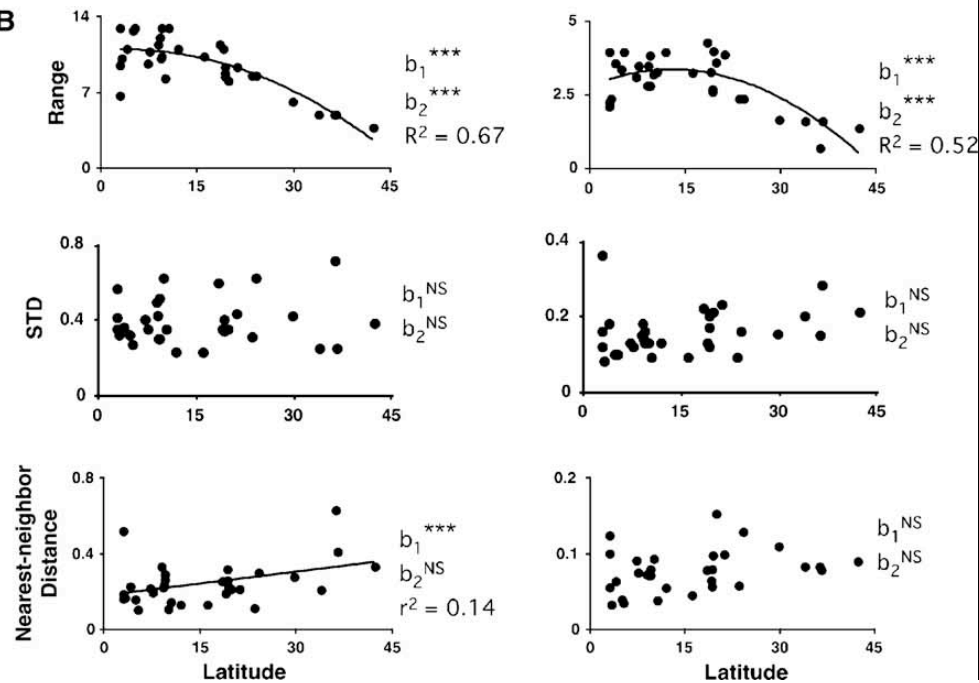 B
Range
14
7
0
0 15 30 45
b1***
b2***
R2 = 0.67
5
2.5
0
0 15 30 45
b1***
b2***
R2 = 0.52
STD
0.8
0.4
0
0 15 30 45
b1NS
b2NS
0.4
0.2
0
0 15 30 45
b1NS
b2NS
Nearest-neighbor
Distance
0.8
0.4
0
0 15 30 45
Latitude
b1***
b2NS
r2 = 0.14
0.2
0.1
0
0 15 30 45
Latitude
b1NS
b2NS